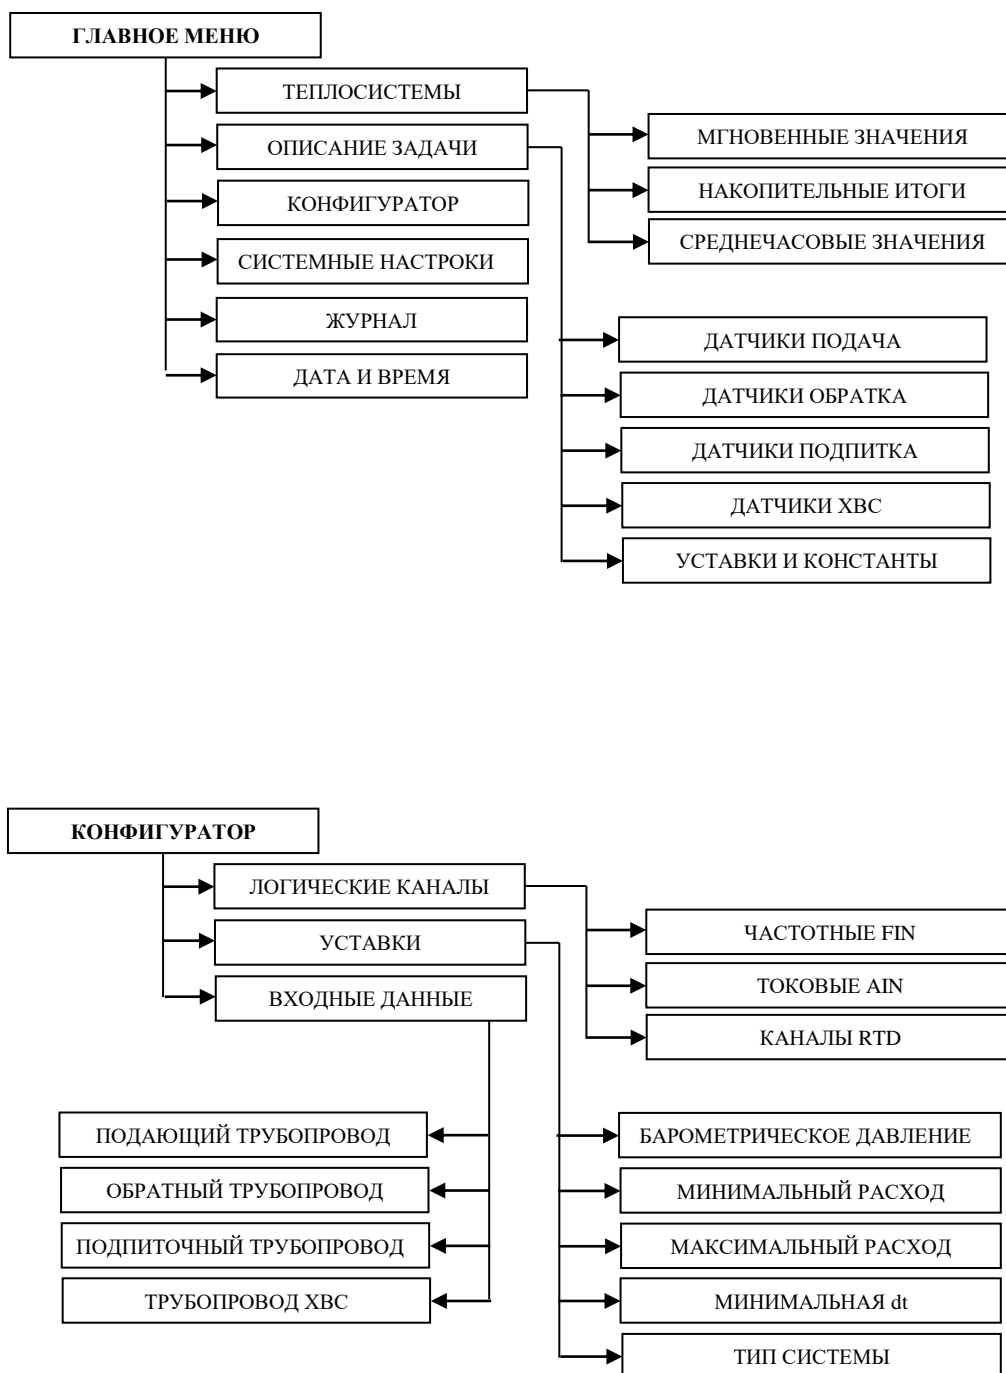 ГЛАВНОЕ МЕНЮ
ТЕПЛОСИСТЕМЫ
ОПИСАНИЕ ЗАДАЧИ
КОНФИГУРАТОР
СИСТЕМНЫЕ НАСТРОКИ
ЖУРНАЛ
ДАТА И ВРЕМЯ
МГНОВЕННЫЕ ЗНАЧЕНИЯ
НАКОПИТЕЛЬНЫЕ ИТОГИ
СРЕДНЕЧАСОВЫЕ ЗНАЧЕНИЯ
ДАТЧИКИ ПОДАЧА
ДАТЧИКИ ОБРАТКА
ДАТЧИКИ ПОДПИТКА
ДАТЧИКИ ХВС
УСТАВКИ И КОНСТАНТЫ
КОНФИГУРАТОР
ЛОГИЧЕСКИЕ КАНАЛЫ
УСТАВКИ
ВХОДНЫЕ ДАННЫЕ
ЧАСТОТНЫЕ FIN
ТОКОВЫЕ AIN
КАНАЛЫ RTD
ПОДАЮЩИЙ ТРУБОПРОВОД
ОБРАТНЫЙ ТРУБОПРОВОД
ПОДПИТОЧНЫЙ ТРУБОПРОВОД
ТРУБОПРОВОД ХВС
БАРОМЕТРИЧЕСКОЕ ДАВЛЕНИЕ
МИНИМАЛЬНЫЙ РАСХОД
МАКСИМАЛЬНЫЙ РАСХОД
МИНИМАЛЬНАЯ dt
ТИП СИСТЕМЫ